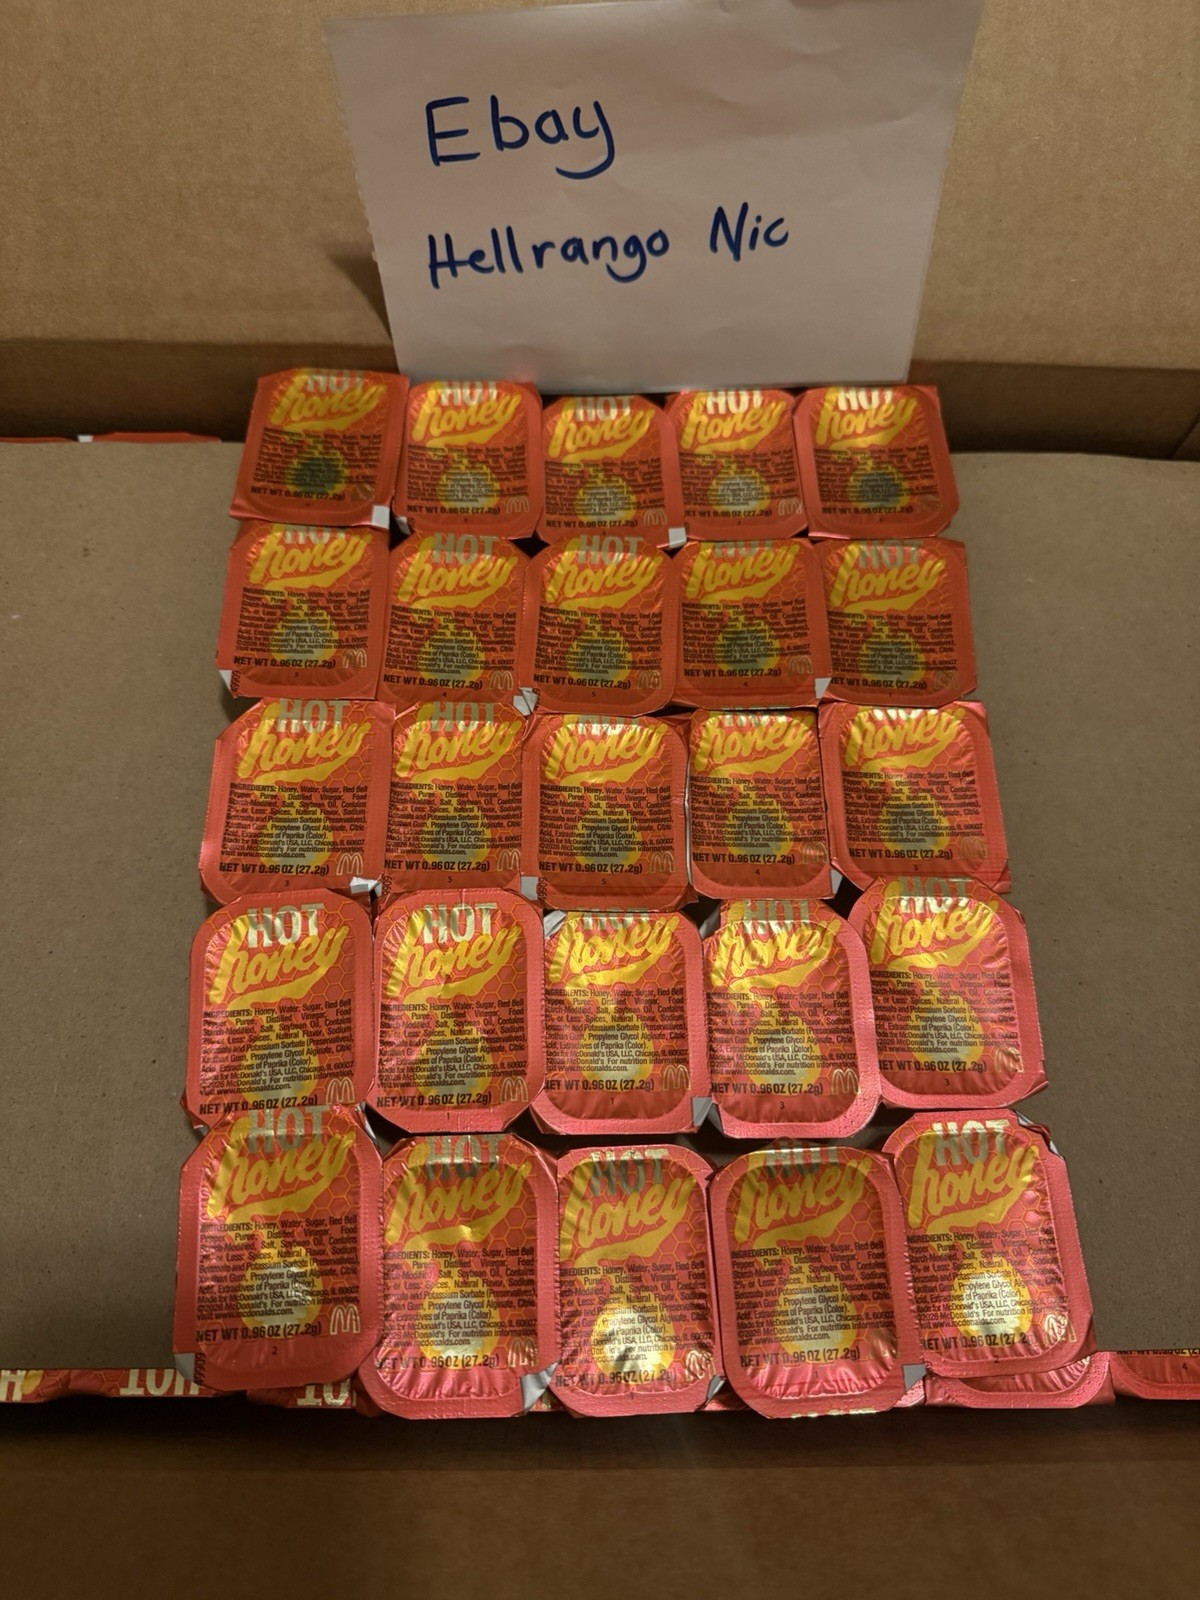 Ebay
Hellrango Nic
HOT
honey
INGREDIENTS: Honey, Water, Sugar, Red Bell
Pepper Puree, Distilled Vinegar, Food
Starch-Modified, Salt, Soybean Oil, Contains
2% or Less: Spices, Natural Flavor, Sodium
Benzoate and Potassium Sorbate (Preservatives),
Xanthan Gum, Propylene Glycol Alginate, Citric
Acid, Extractives of Paprika (Color).
Made for McDonald's USA, LLC, Chicago, IL 60607
©2026 McDonald's For nutrition information
visit www.mcdonalds.com.
NET WT 0.96 OZ (27.2g)